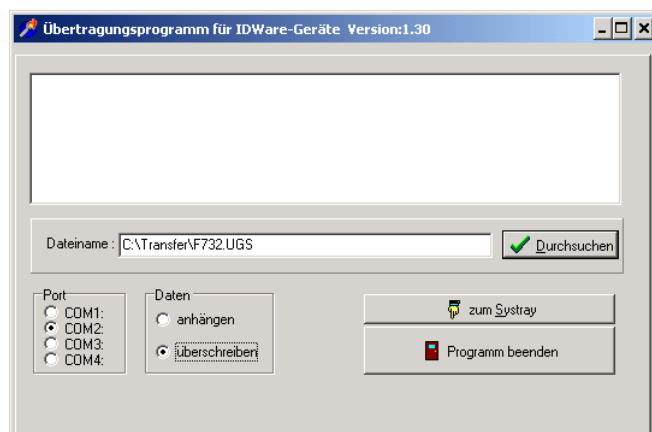 Übertragungsprogramm für IDWare-Geräte Version:1.30
Dateiname : C:\Transfer\F732.UGS
Durchsuchen
Port
COM1:
COM2:
COM3:
COM4:
Daten
anhängen
überschreiben
zum Systray
Programm beenden